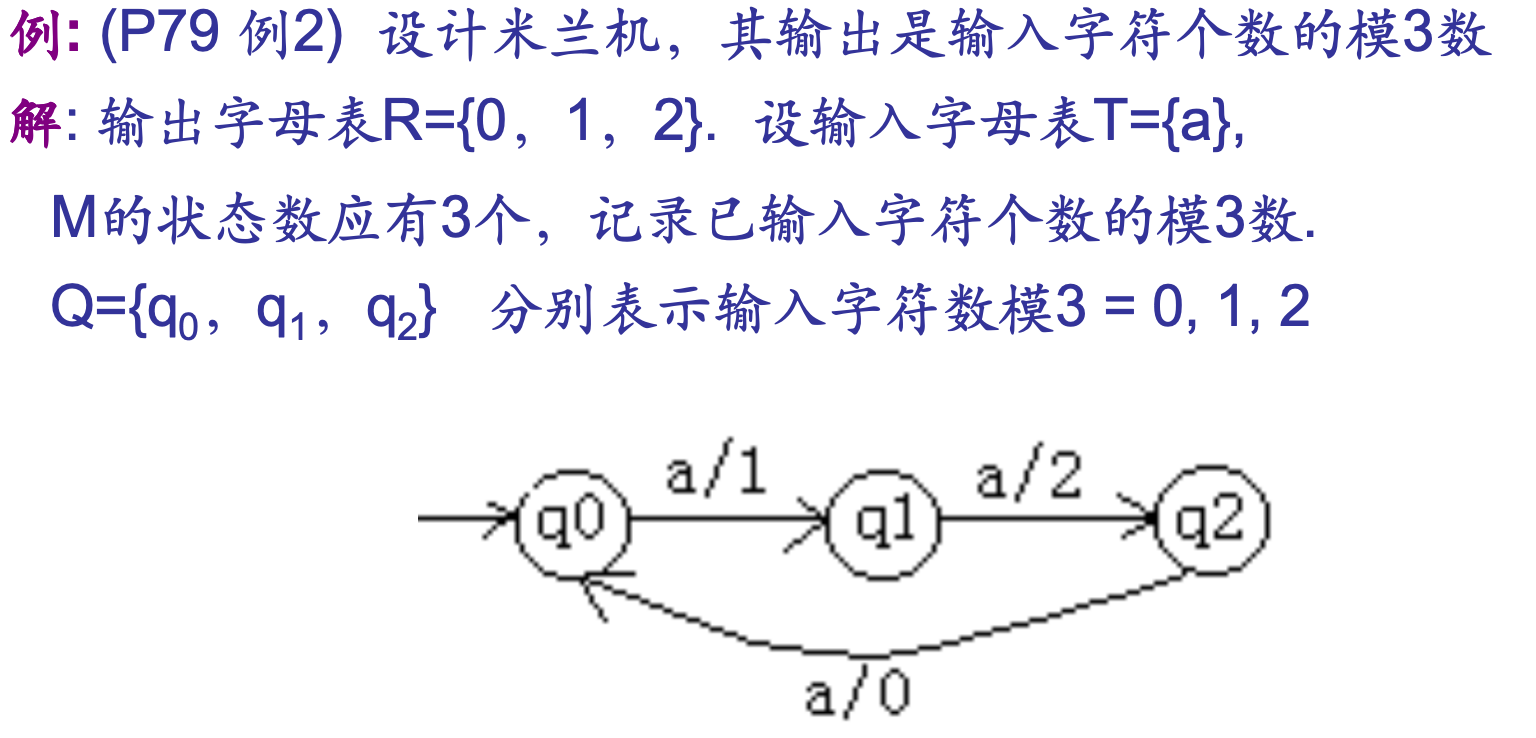 例: (P79 例2) 设计米兰机，其输出是输入字符个数的模3数
解: 输出字母表R={0，1，2}. 设输入字母表T={a},
M的状态数应有3个，记录已输入字符个数的模3数.
Q={q0，q1，q2} 分别表示输入字符数模3 = 0, 1, 2
a/1 a/2
q0 q1 q2
a/0